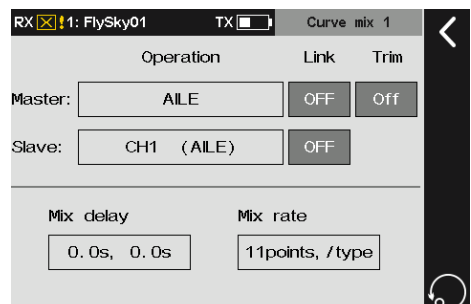 RX !1: FlySky01 TX Curve mix 1
Operation Link Trim
Master: AILE OFF Off
Slave: CH1 (AILE) OFF
Mix delay Mix rate
0.0s, 0.0s 11points, /type